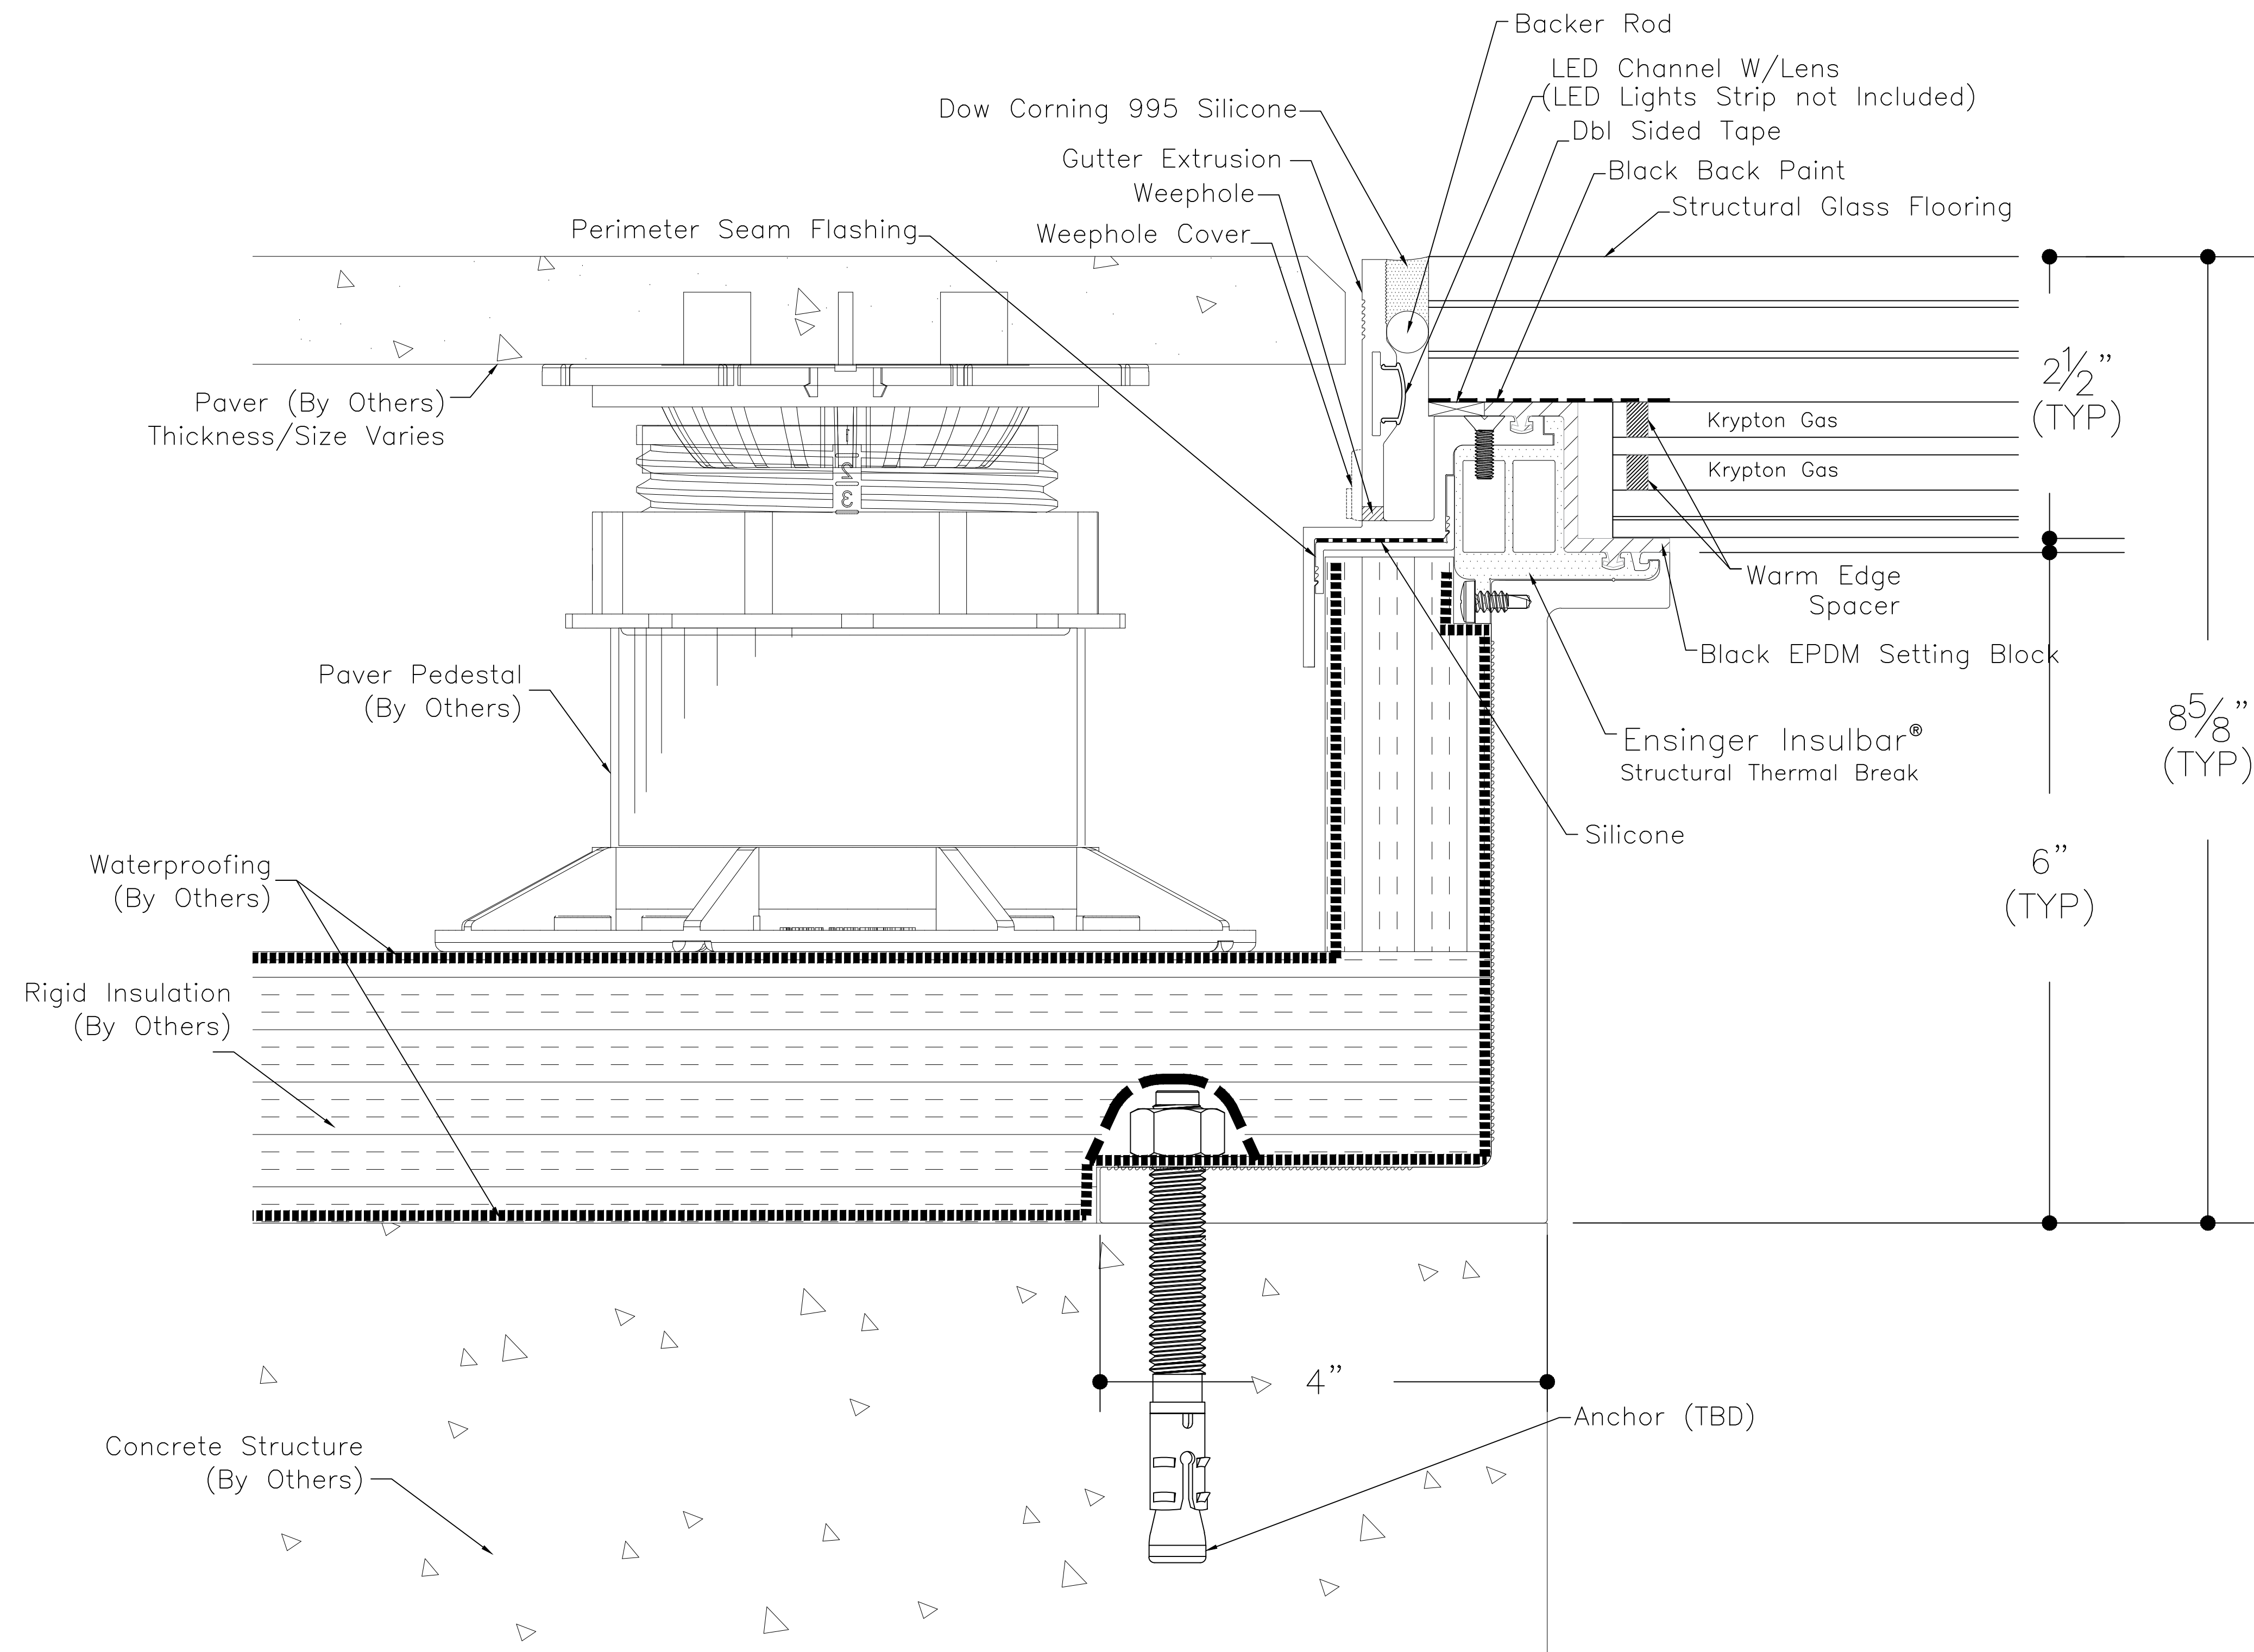 Backer Rod
LED Channel W/Lens
(LED Lights Strip not Included)
Dow Corning 995 Silicone
Dbl Sided Tape
Gutter Extrusion
Black Back Paint
Weephole
Structural Glass Flooring
Perimeter Seam Flashing
Weephole Cover
Paver (By Others)
Thickness/Size Varies
2½”
(TYP)
Krypton Gas
Krypton Gas
2
3
Warm Edge
Spacer
Black EPDM Setting Block
Paver Pedestal
(By Others)
8⅝”
(TYP)
Ensinger Insulbar®
Structural Thermal Break
Silicone
6”
(TYP)
Waterproofing
(By Others)
Rigid Insulation
(By Others)
4”
Anchor (TBD)
Concrete Structure
(By Others)